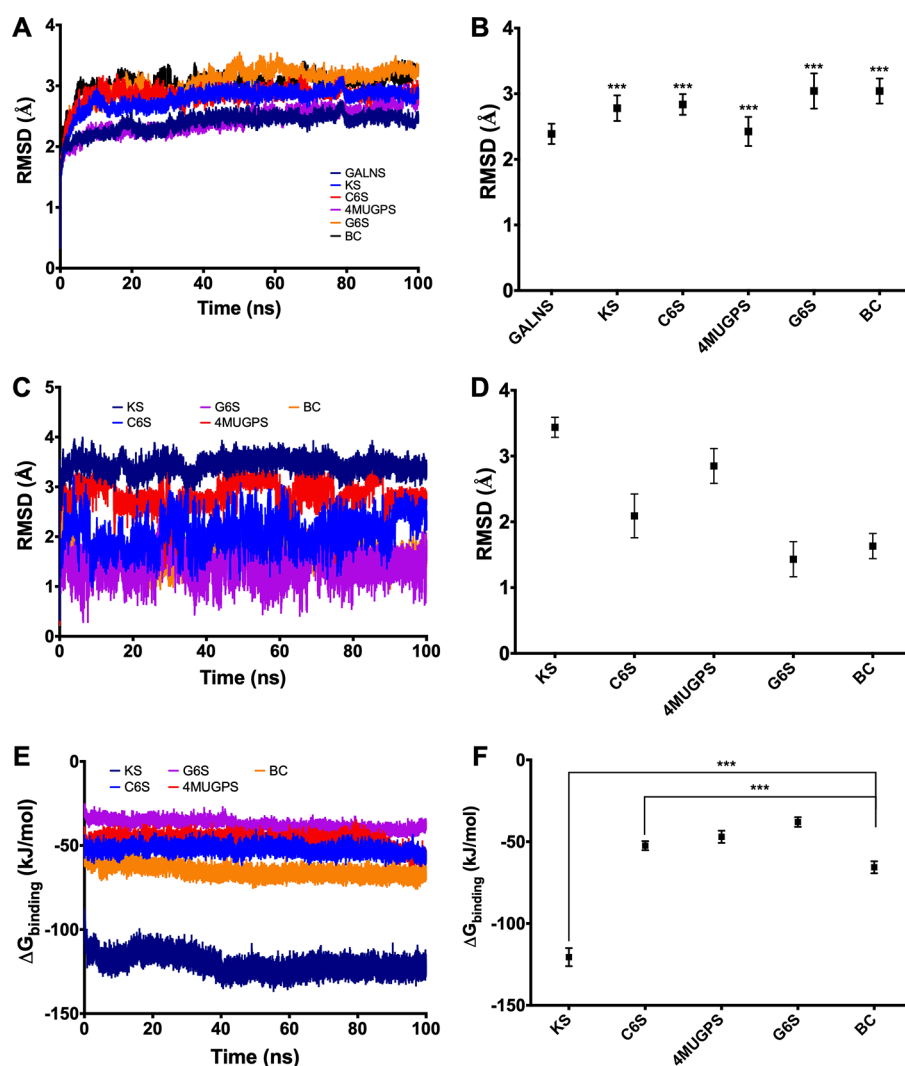 A
RMSD (Å)
4
3
2
1
0
0 20 40 60 80 100
Time (ns)
GALNS
KS
C6S
4MUGPS
G6S
BC
B
RMSD (Å)
4
3
2
1
0
*** *** *** *** ***
GALNS KS C6S 4MUGPS G6S BC
C
RMSD (Å)
5
4
3
2
1
0
KS G6S BC
C6S 4MUGPS
0 20 40 60 80 100
Time (ns)
D
RMSD (Å)
4
3
2
1
0
KS C6S 4MUGPS G6S BC
E
ΔGbinding (kJ/mol)
-0
-50
-100
-150
KS G6S BC
C6S 4MUGPS
0 20 40 60 80 100
Time (ns)
F
ΔGbinding (kJ/mol)
-0
-50
-100
-150
***
***
KS C6S 4MUGPS G6S BC